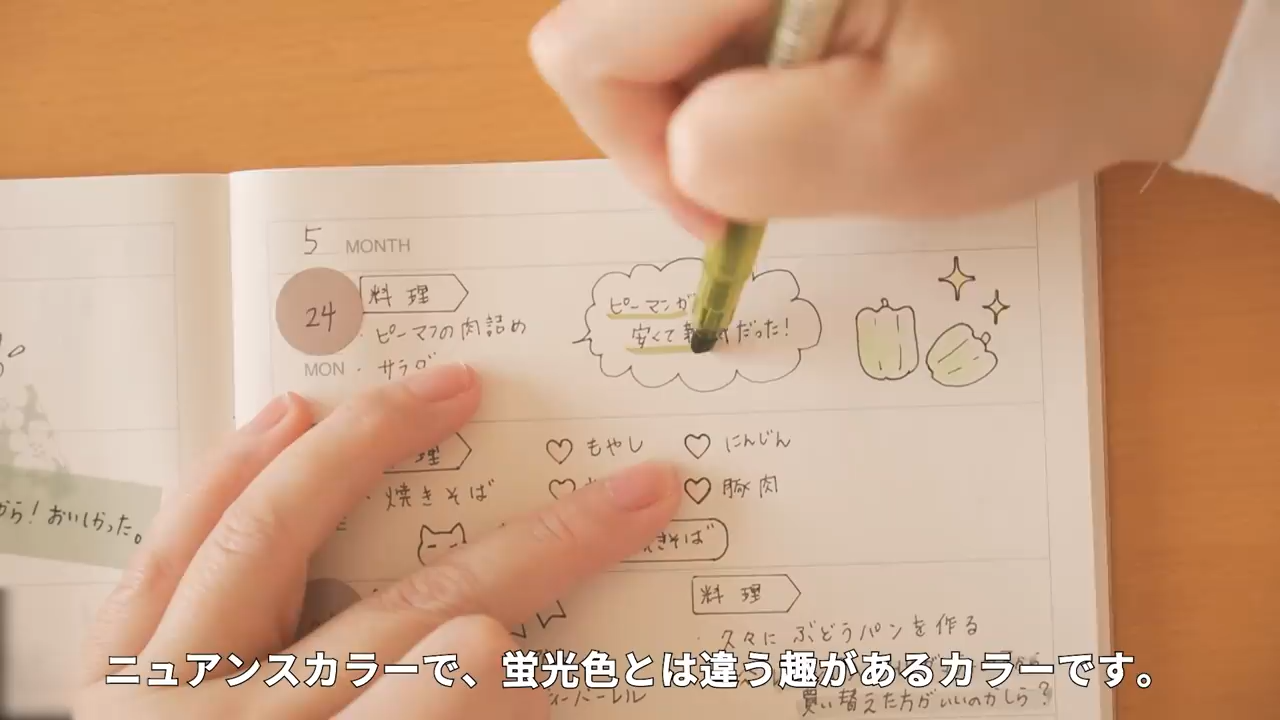 5 MONTH
24
MON
料理
・ピーマンの肉詰め
・サラダ
ピーマンが
安くて
だった!
から!おいしかった。
理
・焼きそば
もやし
にんじん
豚肉
きそば
料理
・久々にぶどうパンを作る
買い替えた方がいいのかしら?
ニュアンスカラーで、蛍光色とは違う趣があるカラーです。